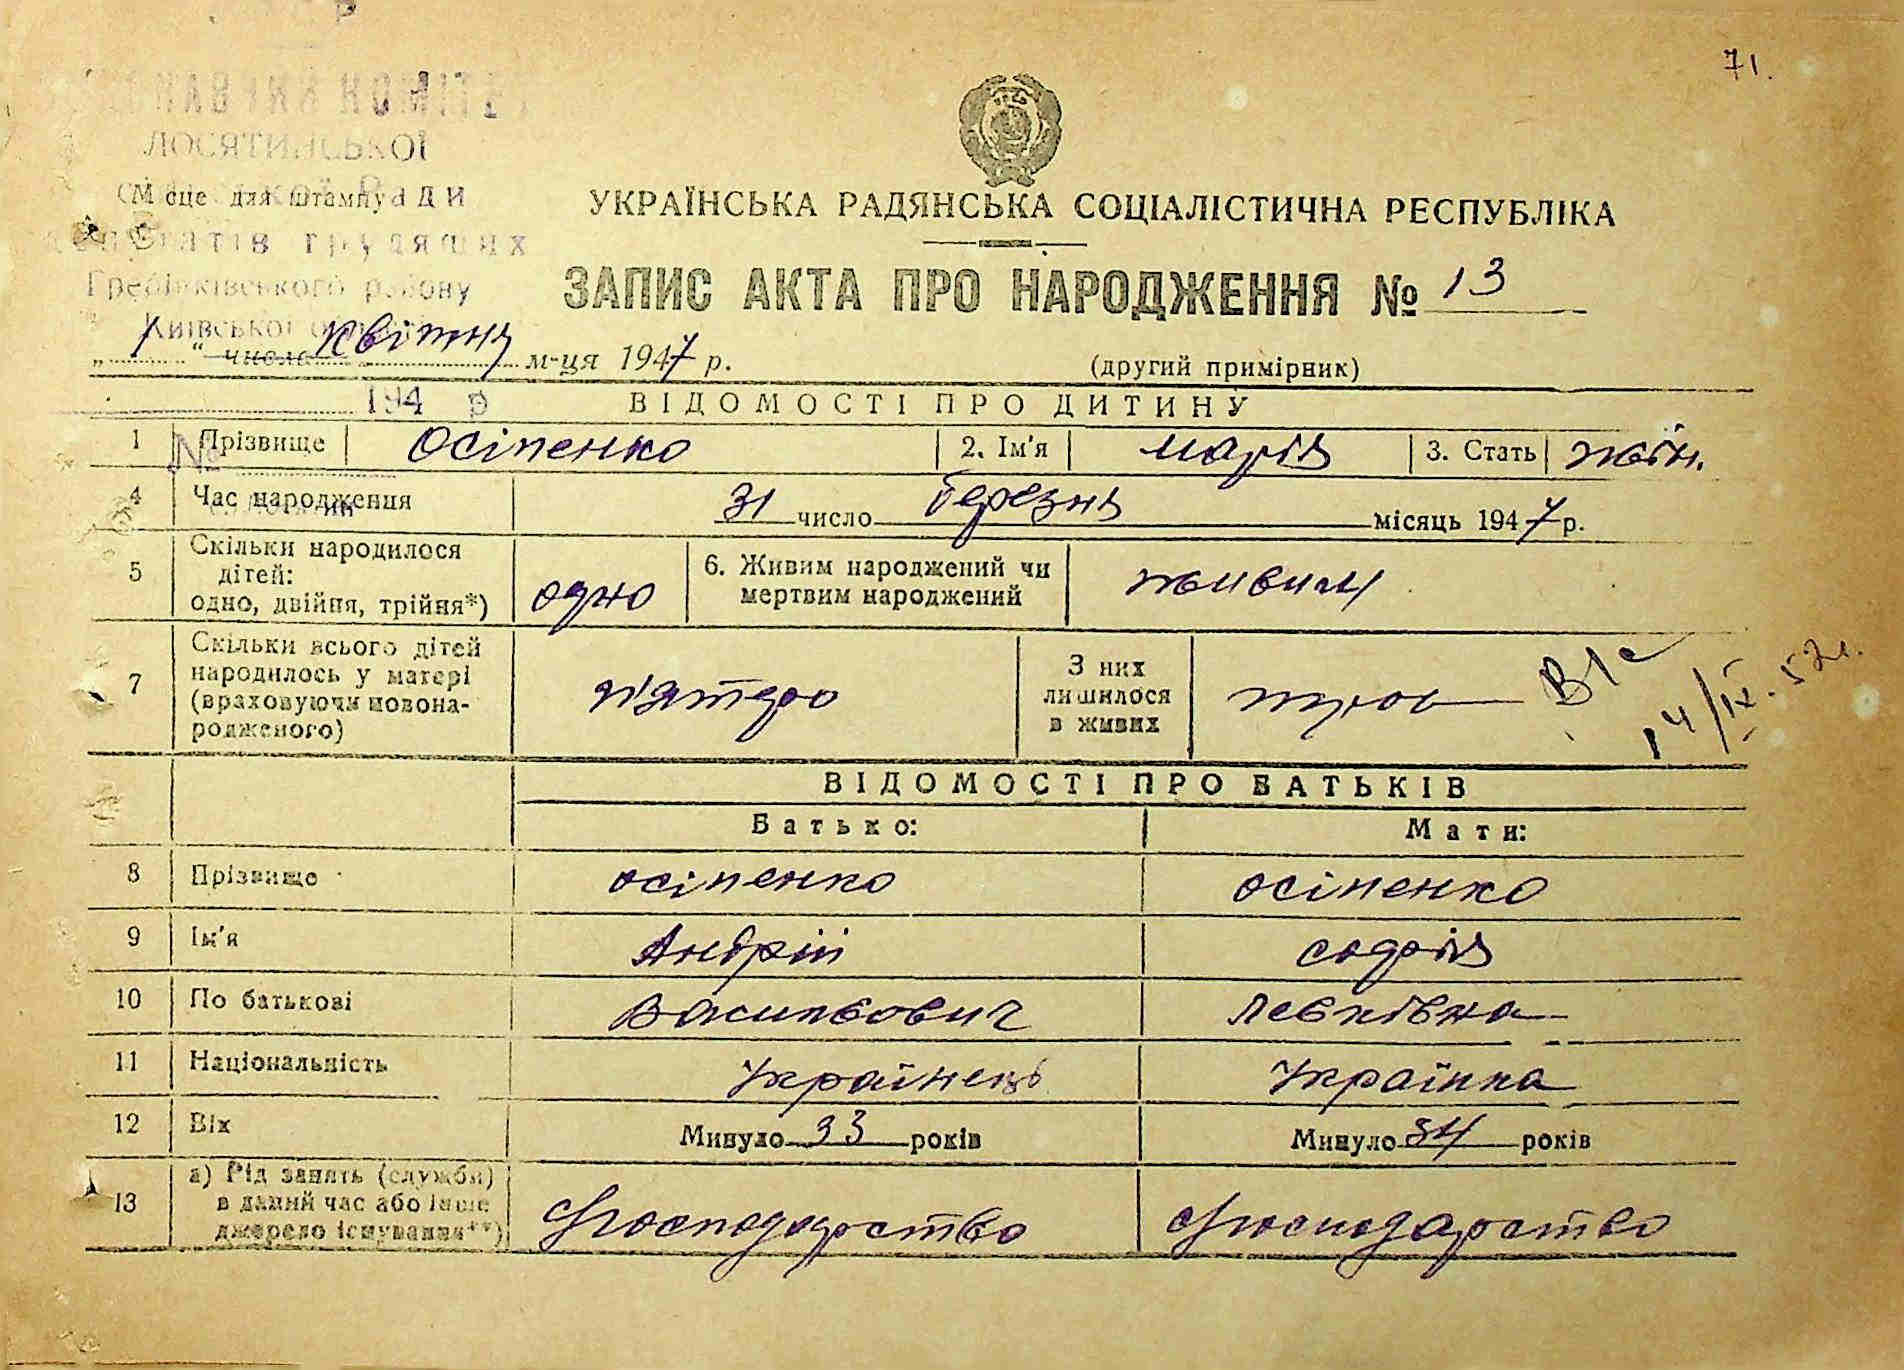 71.
ЛОСЯТИНСЬКОЇ
(Місце для штампу)
депутатів трудящих
Гребінківського району
Київської
УКРАЇНСЬКА РАДЯНСЬКА СОЦІАЛІСТИЧНА РЕСПУБЛІКА
ЗАПИС АКТА ПРО НАРОДЖЕННЯ № 13
„ 1 “ числа квітня м-ця 1947 р.
(другий примірник)
194 р
ВІДОМОСТІ ПРО ДИТИНУ
1 Прізвище Осіпенко 2. Ім'я марія 3. Стать жін.
№
4 Час народження 31 число березня місяць 1947 р.
5 Скільки народилося
дітей:
одно, двійня, трійня*) одно 6. Живим народжений чи
мертвим народжений живим
7 Скільки всього дітей
народилось у матері
(враховуючи новона-
родженого) п'ятеро З них
лишилося
в живих
14/IX.57р.
ВІДОМОСТІ ПРО БАТЬКІВ
Батько: Мати:
8 Прізвище осіпенко осіпенко
9 Ім'я Андрій софія
10 По батькові Васильович Левківна
11 Національність Українець Українка
12 Вік Минуло 33 років Минуло 34 років
13 а) Рід занять (служби)
в даний час або інше
джерело існування**) с/господарство с/господарство